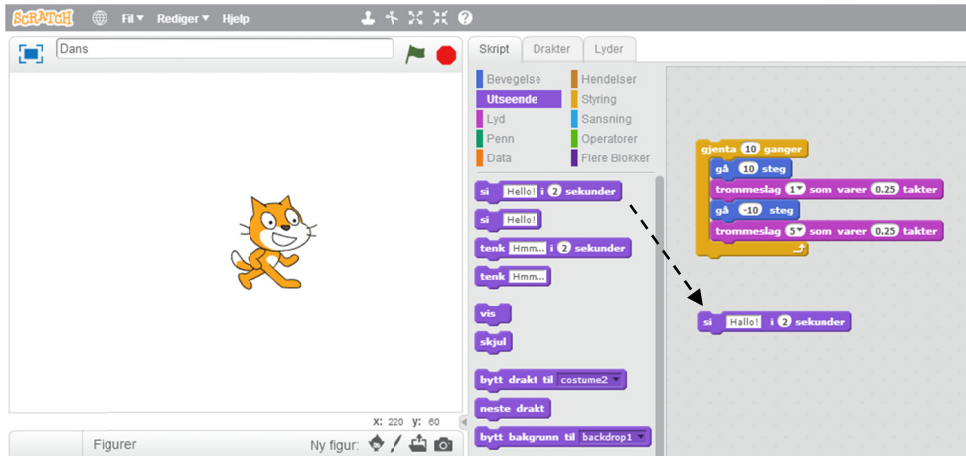 SCRATCH Fil Rediger Hjelp
Dans
Skript Drakter Lyder
Bevegelse Hendelser
Utseende Styring
Lyd Sansning
Penn Operatorer
Data Flere Blokker
si Hello! i 2 sekunder
si Hello!
tenk Hmm... i 2 sekunder
tenk Hmm...
vis
skjul
bytt drakt til costume2
neste drakt
bytt bakgrunn til backdrop1
gjenta 10 ganger
gå 10 steg
trommeslag 1 som varer 0.25 takter
gå -10 steg
trommeslag 5 som varer 0.25 takter
si Hallo! i 2 sekunder
x: 220 y: 60
Figurer Ny figur: